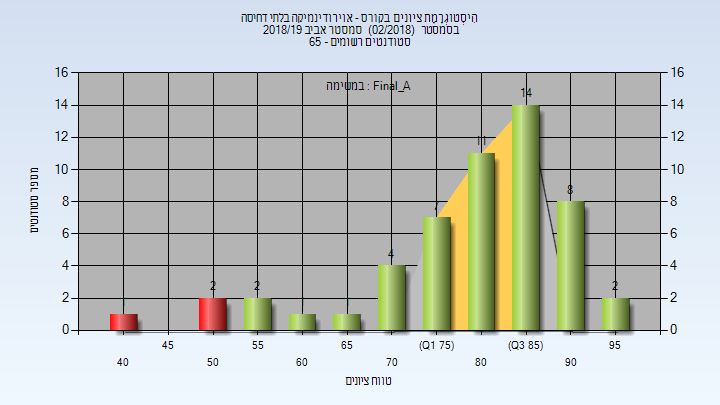 היסטוגרמת ציונים בקורס - אוירודינמיקה בלתי דחיסה
בסמסטר (02/2018) סמסטר אביב 2018/19
סטודנטים רשומים - 65
Final_A : במשימה
מספר סטודנטים
16 14 12 10 8 6 4 2 0
2 2 4 7 11 14 8 2
16 14 12 10 8 6 4 2 0
40 45 50 55 60 65 70 (Q1 75) 80 (Q3 85) 90 95
טווח ציונים